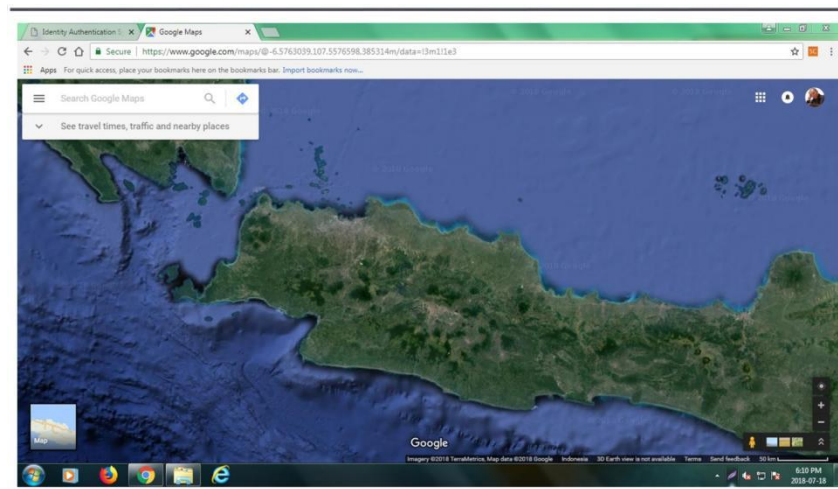 Identity Authentication S
Google Maps
Secure
https://www.google.com/maps/@-6.5763039,107.5576598,385314m/data=!3m1!1e3
Apps For quick access, place your bookmarks here on the bookmarks bar. Import bookmarks now...
Search Google Maps
See travel times, traffic and nearby places
Map
Google
Imagery ©2018 TerraMetrics, Map data ©2018 Google Indonesia 3D Earth view is not available Terms Send feedback 50 km
6:10 PM
2018-07-18